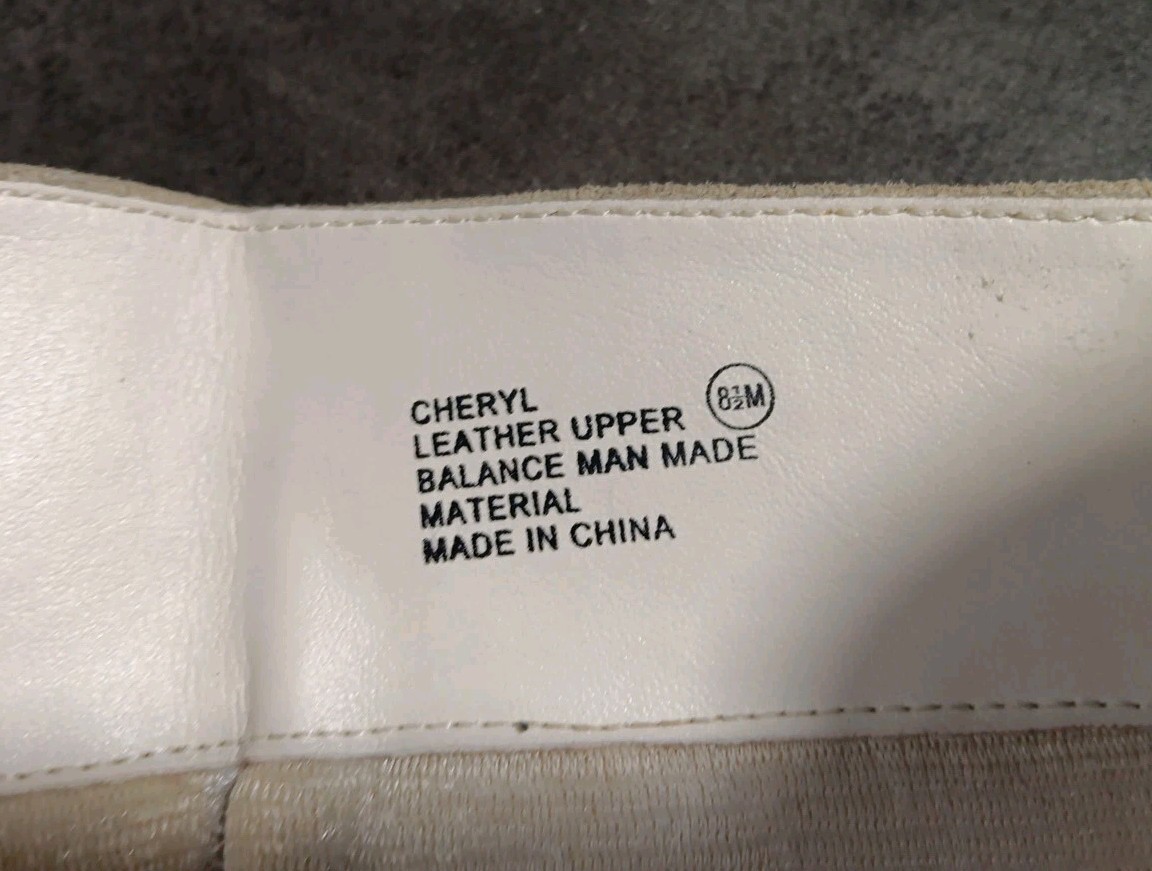 CHERYL
LEATHER UPPER 8½M
BALANCE MAN MADE
MATERIAL
MADE IN CHINA